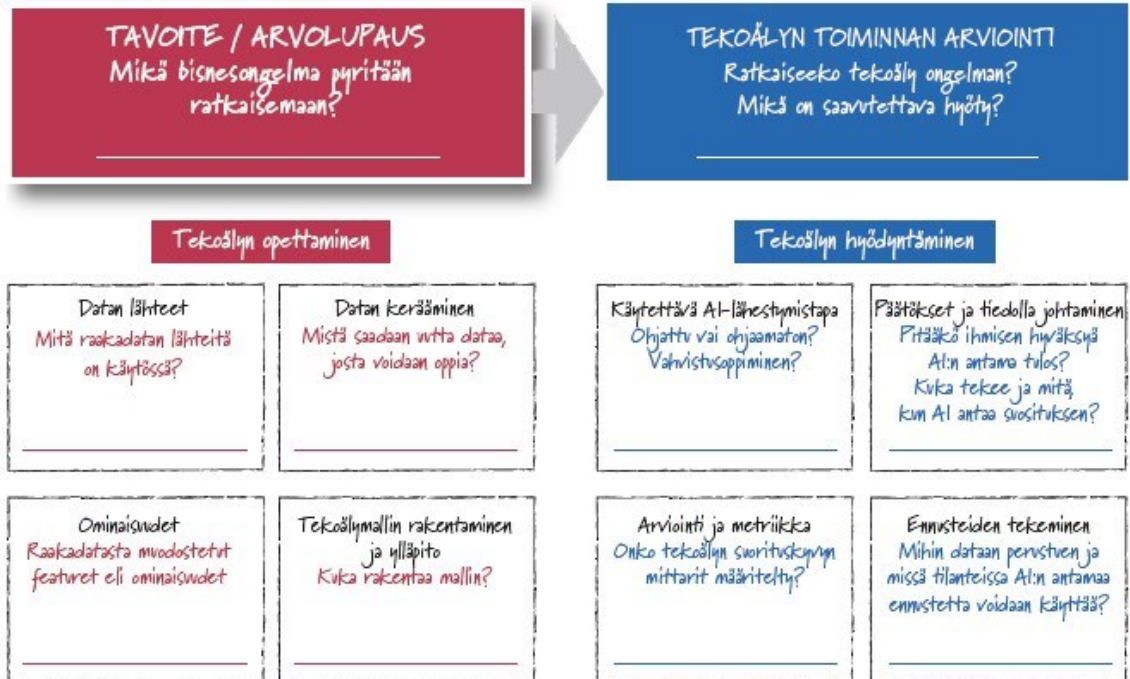 TAVOITE / ARVOLUPAUS
Mikä bisnesongelma pyritään
ratkaisemaan?
TEKOÄLYN TOIMINNAN ARVIOINTI
Ratkaiseeko tekoäly ongelman?
Mikä on saavutettava hyöty?
Tekoälyn opettaminen
Tekoälyn hyödyntäminen
Datan lähteet
Mitä raakadatan lähteitä
on käytössä?
Datan kerääminen
Mistä saadaan uutta dataa,
josta voidaan oppia?
Käytettävä AI-lähestymistapa
Ohjattu vai ohjaamaton?
Vahvistusoppiminen?
Päätökset ja tiedolla johtaminen
Pitääkö ihmisen hyväksyä
AI:n antama tulos?
Kuka tekee ja mitä,
kun AI antaa suosituksen?
Ominaisuudet
Raakadatasta muodostetut
featuret eli ominaisuudet
Tekoälymallin rakentaminen
ja ylläpito
Kuka rakentaa mallin?
Arviointi ja metriikka
Onko tekoälyn suorituskyvyn
mittarit määritelty?
Ennusteiden tekeminen
Mihin dataan perustuen ja
missä tilanteissa AI:n antamaa
ennustetta voidaan käyttää?